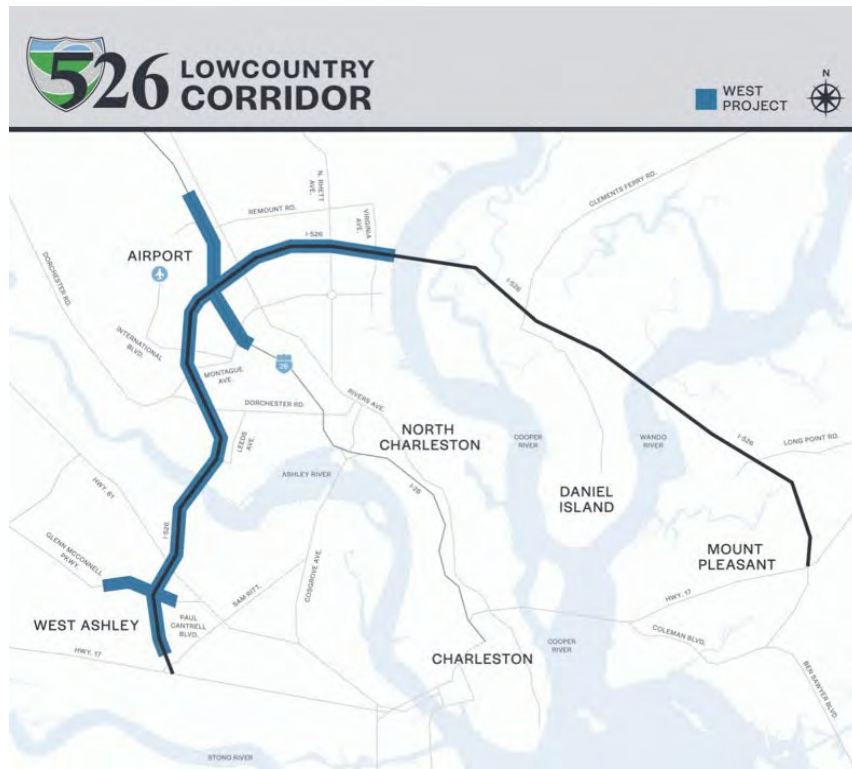 526 LOWCOUNTRY
CORRIDOR
WEST
PROJECT
N
CLEMENTS FERRY RD.
N. RHETT
AVE.
REMOUNT RD.
VIRGINIA
AVE.
I-526
AIRPORT
DORCHESTER RD.
I-526
INTERNATIONAL
BLVD.
MONTAGUE
AVE.
26
DORCHESTER RD.
RIVERS AVE.
LEEDS
AVE.
NORTH
CHARLESTON
COOPER
RIVER
WANDO
RIVER
I-526
LONG POINT RD.
ASHLEY RIVER
I-26
HWY. 61
DANIEL
ISLAND
I-526
GLENN MCCONNELL
PKWY.
MOUNT
PLEASANT
SAM RITT.
COSGROVE AVE.
HWY. 17
WEST ASHLEY
PAUL
CANTRELL
BLVD.
COLEMAN BLVD.
HWY. 17
CHARLESTON
COOPER
RIVER
BEN SAWYER BLVD.
STONO RIVER